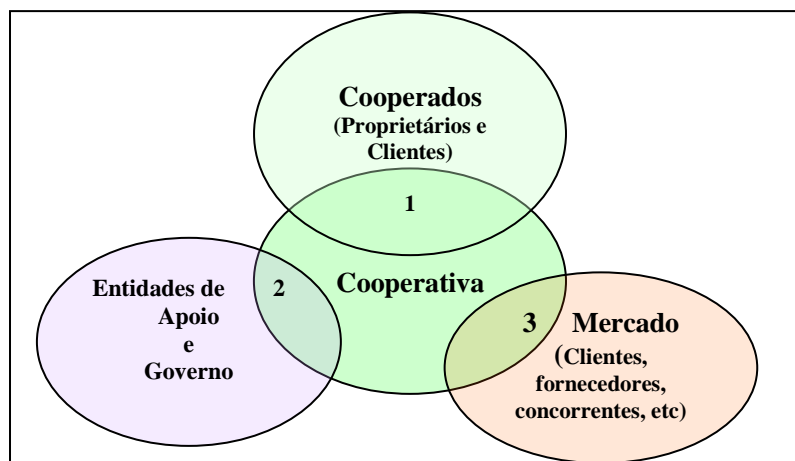 Cooperados
(Proprietários e
Clientes)
1
Entidades de
Apoio
e
Governo
2
Cooperativa
3 Mercado
(Clientes,
fornecedores,
concorrentes, etc)